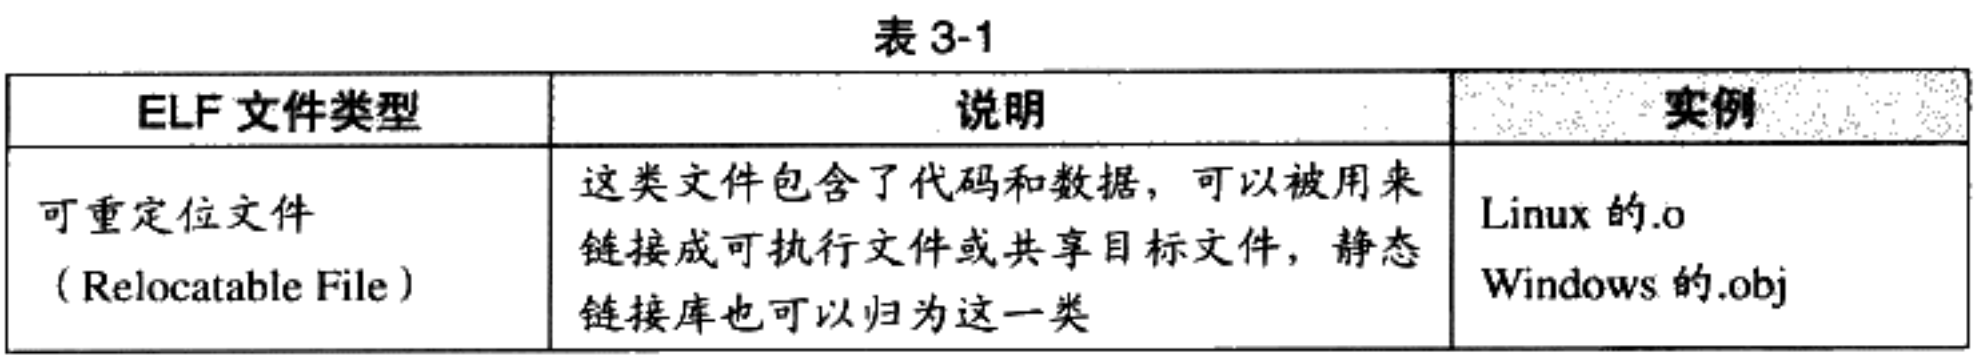 表 3-1
ELF 文件类型 说明 实例
可重定位文件
（Relocatable File）
这类文件包含了代码和数据，可以被用来
链接成可执行文件或共享目标文件，静态
链接库也可以归为这一类
Linux 的.o
Windows 的.obj